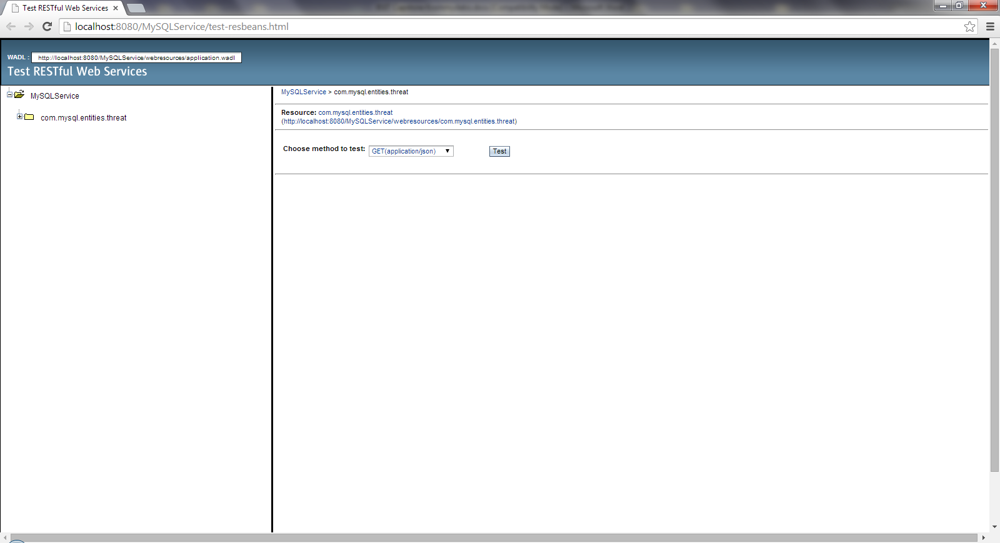 Test RESTful Web Services
localhost:8080/MySQLService/test-resbeans.html
WADL : http://localhost:8080/MySQLService/webresources/application.wadl
Test RESTful Web Services
MySQLService
com.mysql.entities.threat
MySQLService > com.mysql.entities.threat
Resource: com.mysql.entities.threat
(http://localhost:8080/MySQLService/webresources/com.mysql.entities.threat)
Choose method to test: GET(application/json) Test